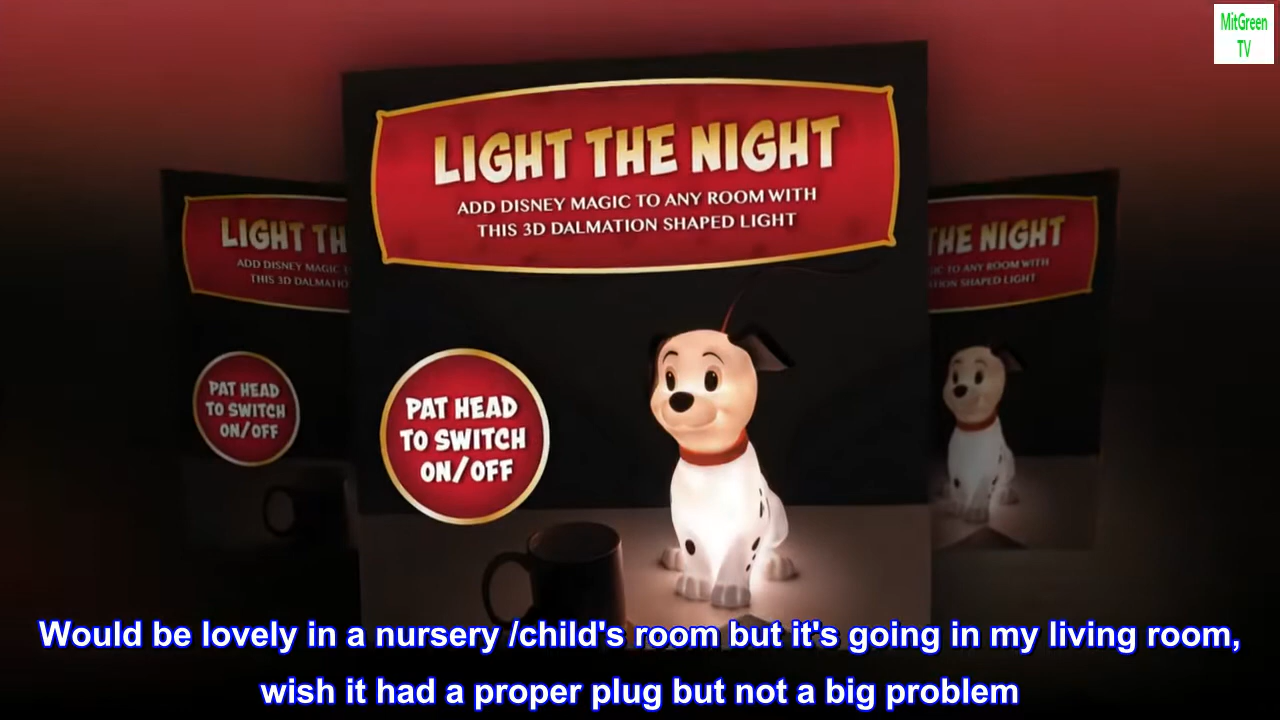 MitGreen
TV
LIGHT THE NIGHT
ADD DISNEY MAGIC TO ANY ROOM WITH
THIS 3D DALMATION SHAPED LIGHT
PAT HEAD
TO SWITCH
ON/OFF
LIGHT TH
ADD DISNEY MAGIC
THIS 3D DALMATIO
PAT HEAD
TO SWITCH
ON/OFF
THE NIGHT
IC TO ANY ROOM WITH
TION SHAPED LIGHT
Would be lovely in a nursery /child's room but it's going in my living room,
wish it had a proper plug but not a big problem